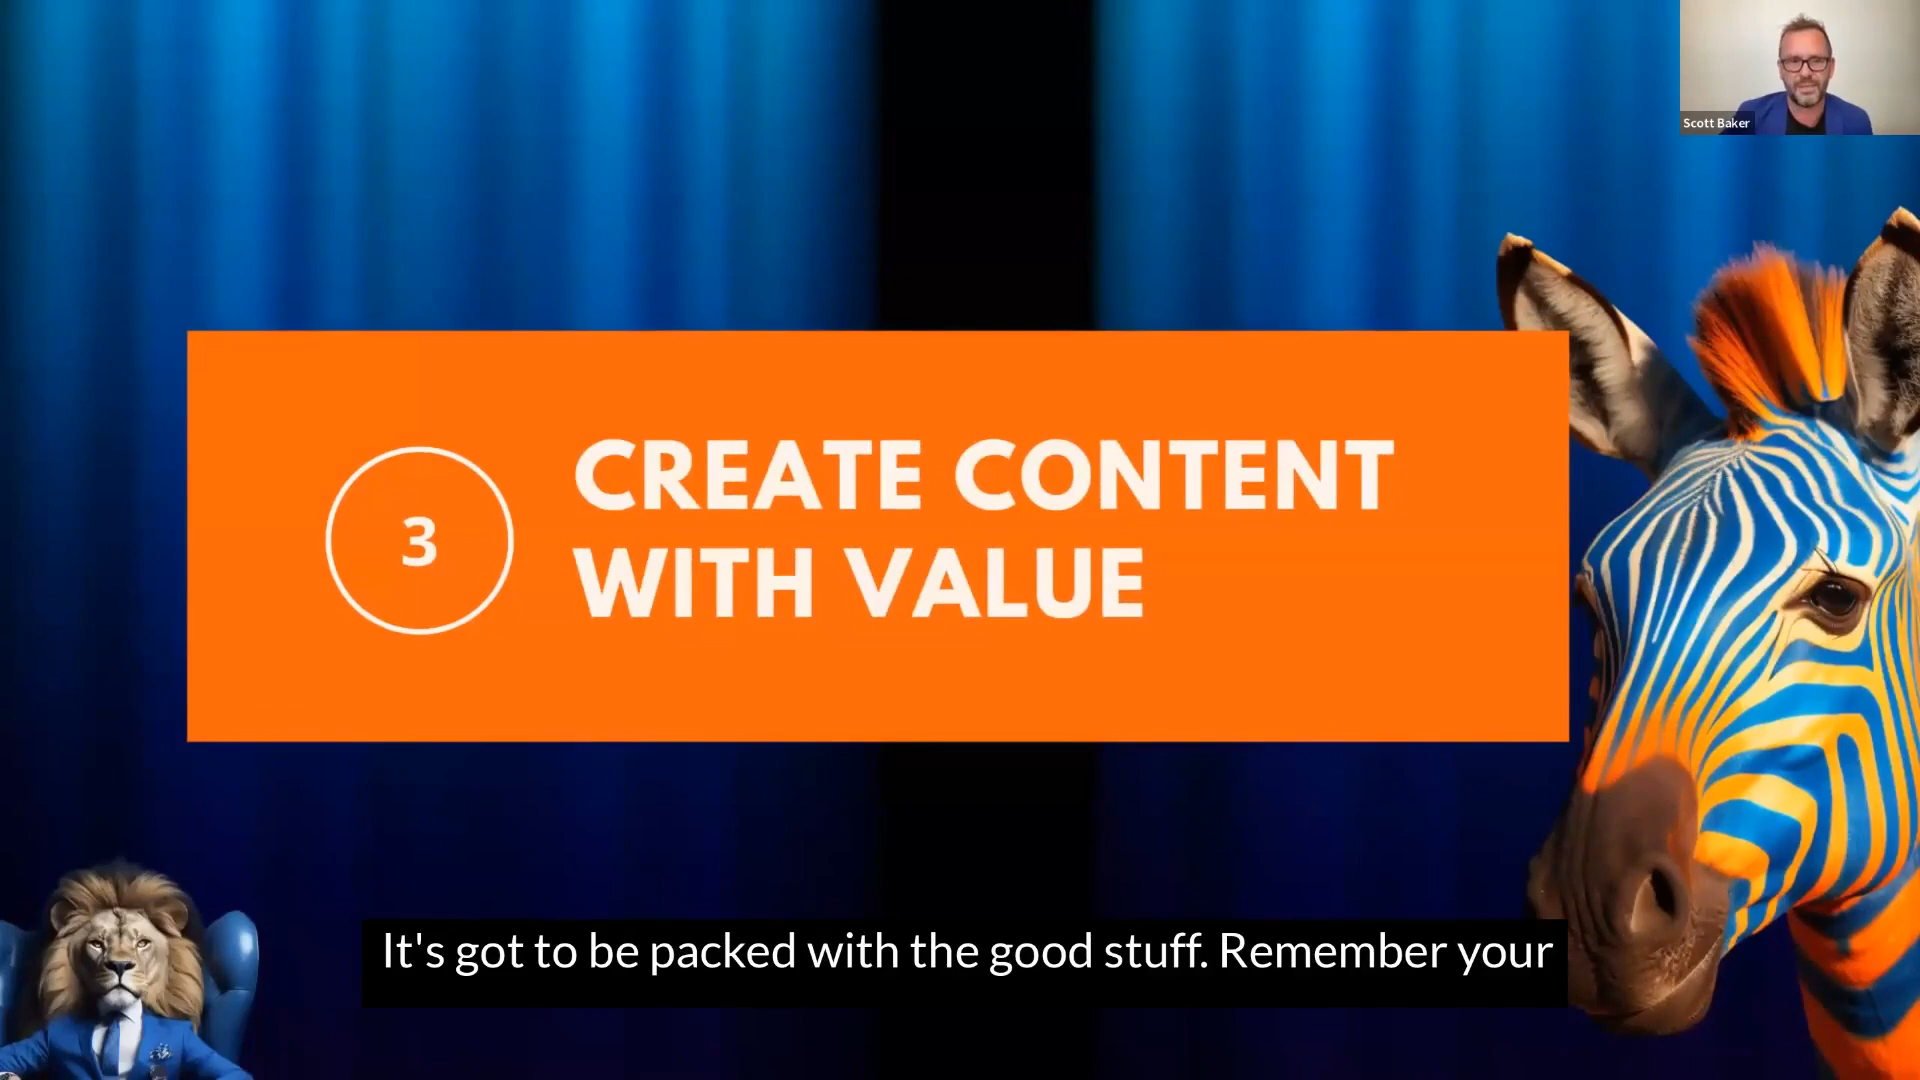 Scott Baker
3
CREATE CONTENT
WITH VALUE
It's got to be packed with the good stuff. Remember your